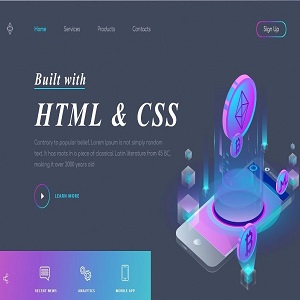 Home Services Products Contacts Sign Up
Built with
HTML & CSS
Contrary to popular belief, Lorem Ipsum is not simply
random text. It has roots in a piece of classical Latin literature from 45 BC,
making it over 2000 years old
LEARN MORE
RECENT NEWS ANALYTICS MOBILE APP